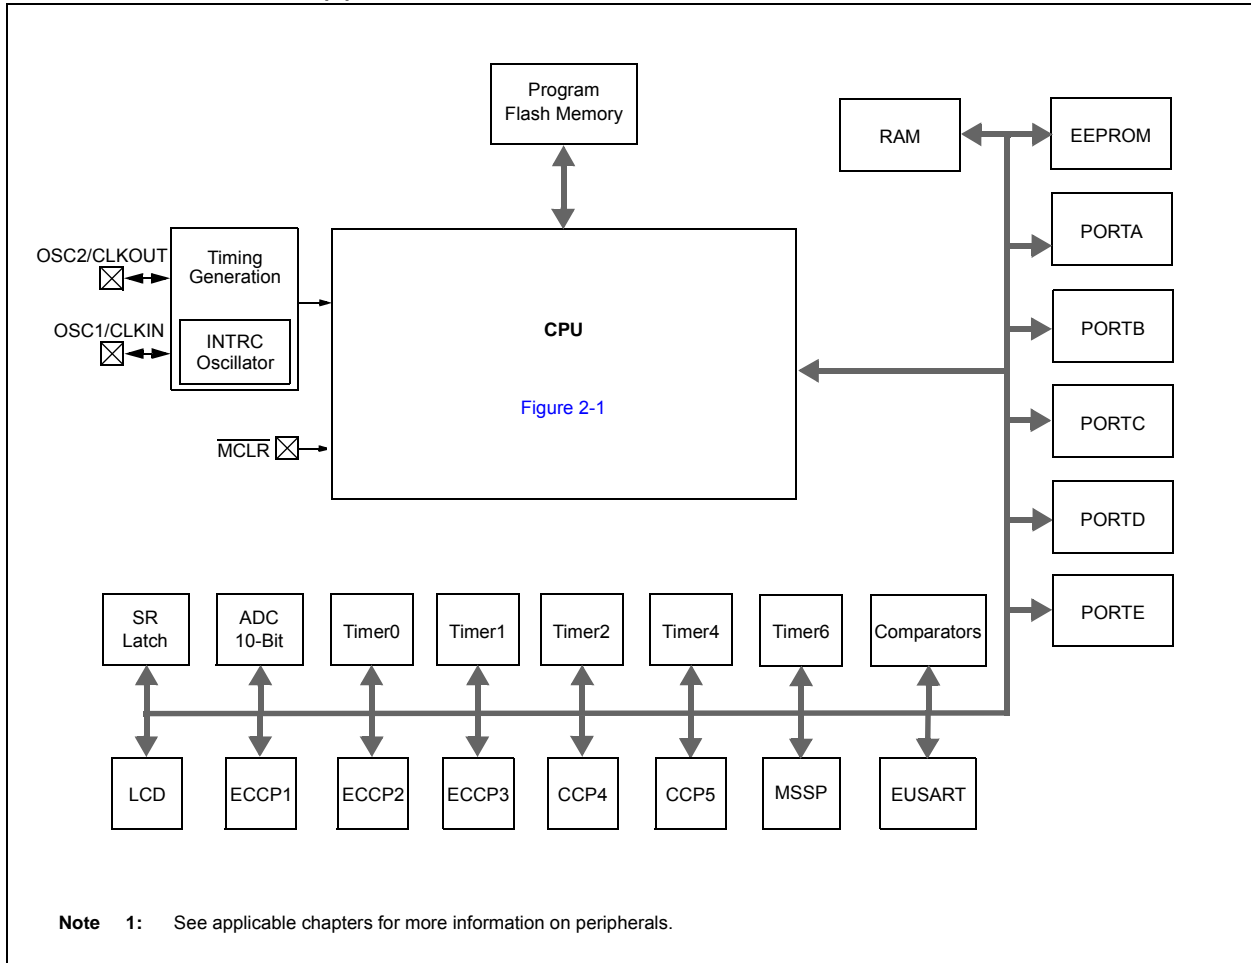 Program
Flash Memory
RAM
EEPROM
PORTA
OSC2/CLKOUT
Timing
Generation
OSC1/CLKIN
INTRC
Oscillator
CPU
PORTB
Figure 2-1
PORTC
MCLR
PORTD
PORTE
SR
Latch
ADC
10-Bit
Timer0
Timer1
Timer2
Timer4
Timer6
Comparators
LCD
ECCP1
ECCP2
ECCP3
CCP4
CCP5
MSSP
EUSART
Note 1: See applicable chapters for more information on peripherals.